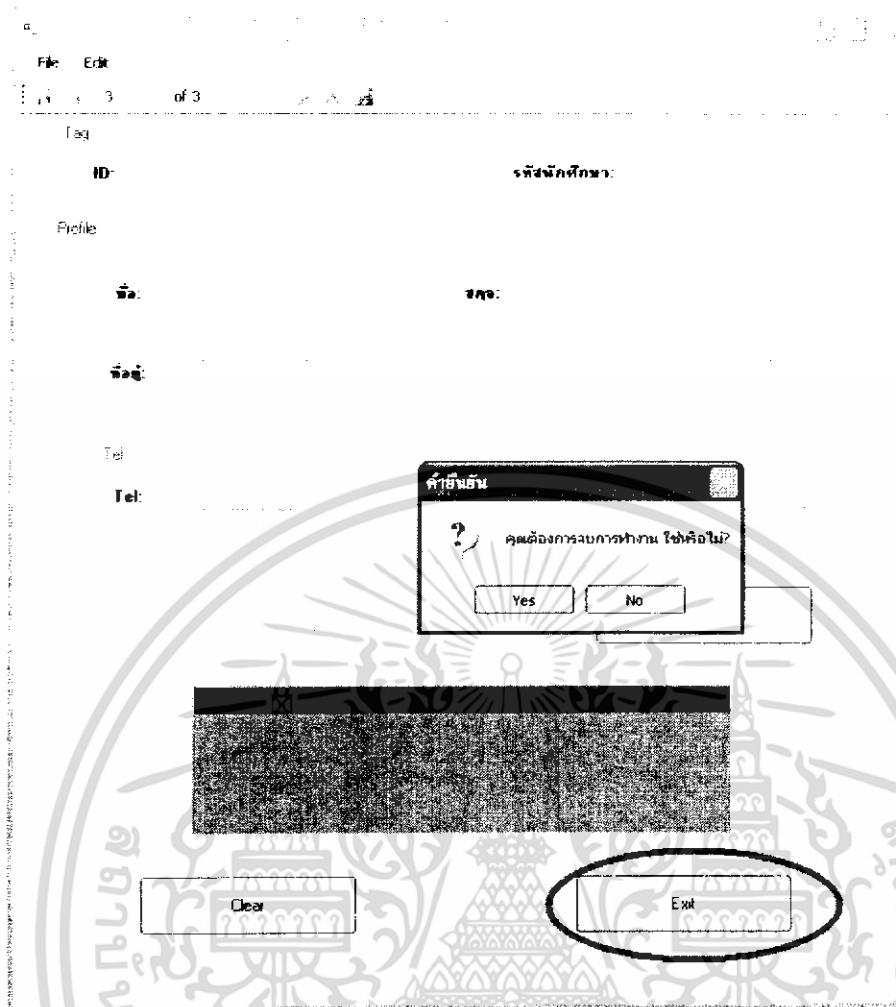 File Edit
3 of 3
Tag
ID:
รหัสนักศึกษา:
Profile
ชื่อ:
สกุล:
ชื่อผู้:
Tel
Tel:
คำยืนยัน
คุณต้องการจบการทำงาน ใช่หรือไม่?
Yes No
Clear Exit